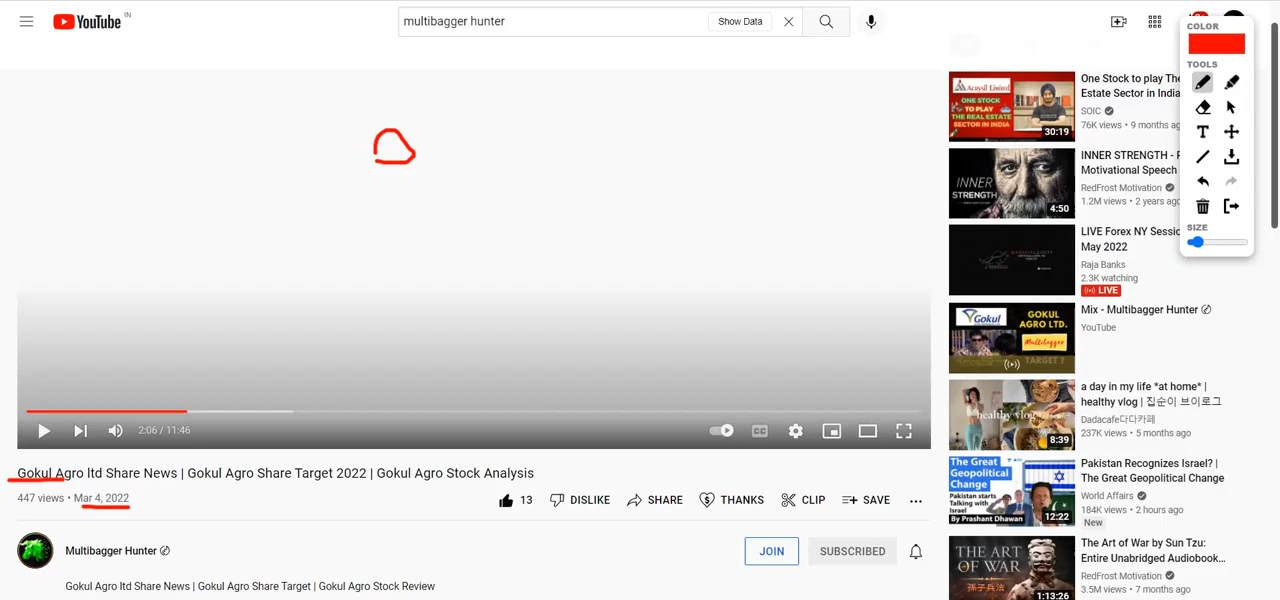 YouTube IN
multibagger hunter
Show Data
COLOR
TOOLS
SIZE
2:06 / 11:46
CC
Gokul Agro ltd Share News | Gokul Agro Share Target 2022 | Gokul Agro Stock Analysis
447 views • Mar 4, 2022
13
DISLIKE
SHARE
THANKS
CLIP
SAVE
Multibagger Hunter
JOIN
SUBSCRIBED
Gokul Agro ltd Share News | Gokul Agro Share Target | Gokul Agro Stock Review
Acrysil Limited
ONE STOCK
TO PLAY
THE REAL ESTATE
SECTOR IN INDIA
30:19
One Stock to play The
Estate Sector in India
SOIC
76K views • 9 months ag
INNER
STRENGTH
4:50
INNER STRENGTH -
Motivational Speech
RedFrost Motivation
1.2M views • 2 years ago
LIVE Forex NY Sessio
May 2022
Raja Banks
2.3K watching
LIVE
Gokul
GOKUL
AGRO LTD.
Multibagger
TARGET ?
Mix - Multibagger Hunter
YouTube
healthy vlog
8:39
a day in my life *at home* |
healthy vlog | 집순이 브이로그
Dadacafe다다카페
237K views • 5 months ago
The Great
Geopolitical
Change
Pakistan starts
Talking with
Israel
By Prashant Dhawan
12:22
Pakistan Recognizes Israel? |
The Great Geopolitical Change
World Affairs
184K views • 2 hours ago
New
THE ART
OF WAR
孫子兵法
1:13:26
The Art of War by Sun Tzu:
Entire Unabridged Audiobook...
RedFrost Motivation
3.5M views • 7 months ago